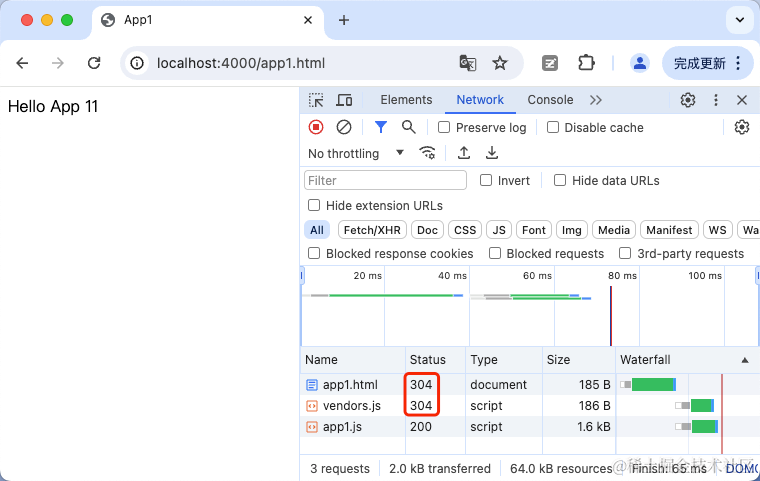 App1
localhost:4000/app1.html
完成更新
Hello App 11
Elements Network Console
Preserve log Disable cache
No throttling
Filter Invert Hide data URLs
Hide extension URLs
All Fetch/XHR Doc CSS JS Font Img Media Manifest WS Wa
Blocked response cookies Blocked requests 3rd-party requests
20 ms 40 ms 60 ms 80 ms 100 ms
Name Status Type Size Waterfall
app1.html 304 document 185 B
vendors.js 304 script 186 B
app1.js 200 script 1.6 kB
3 requests 2.0 kB transferred 64.0 kB resources Finish: 65 ms DOMC
@稀土掘金技术社区